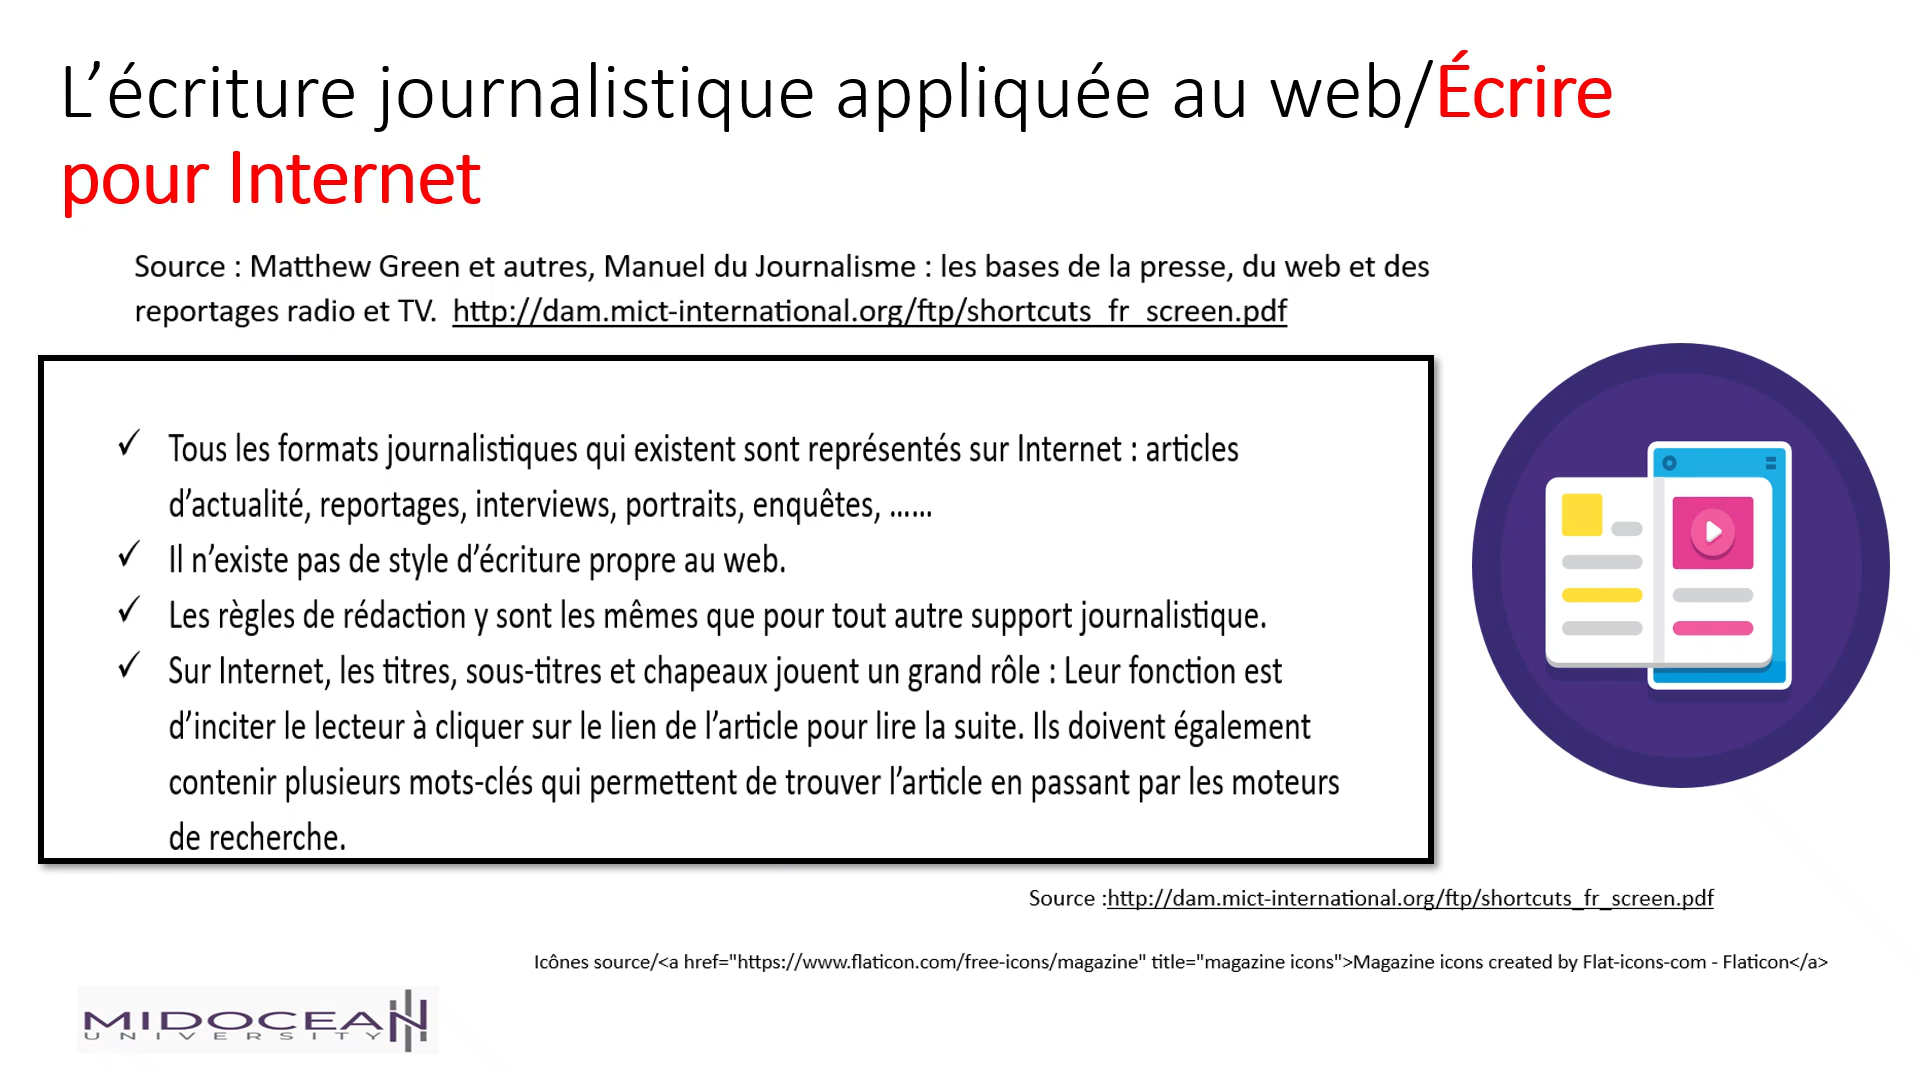 L’écriture journalistique appliquée au web/Écrire
pour Internet
Source : Matthew Green et autres, Manuel du Journalisme : les bases de la presse, du web et des
reportages radio et TV. http://dam.mict-international.org/ftp/shortcuts_fr_screen.pdf
✓ Tous les formats journalistiques qui existent sont représentés sur Internet : articles
d’actualité, reportages, interviews, portraits, enquêtes, ……
✓ Il n’existe pas de style d’écriture propre au web.
✓ Les règles de rédaction y sont les mêmes que pour tout autre support journalistique.
✓ Sur Internet, les titres, sous-titres et chapeaux jouent un grand rôle : Leur fonction est
d’inciter le lecteur à cliquer sur le lien de l’article pour lire la suite. Ils doivent également
contenir plusieurs mots-clés qui permettent de trouver l’article en passant par les moteurs
de recherche.
Source :http://dam.mict-international.org/ftp/shortcuts_fr_screen.pdf
Icônes source/<a href="https://www.flaticon.com/free-icons/magazine" title="magazine icons">Magazine icons created by Flat-icons-com - Flaticon</a>
MIDOCEAN
UNIVERSITY